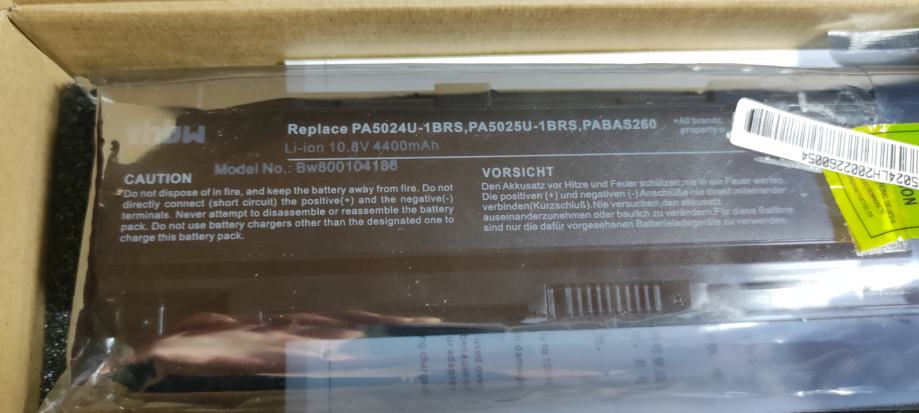 Replace PA5024U-1BRS,PA5025U-1BRS,PABAS260
*All brands
property o
Li-ion 10.8V 4400mAh
Model No.: Bw800104186
CAUTION
*Do not dispose of in fire, and keep the battery away from fire. Do not
directly connect (short circuit) the positive(+) and the negative(-)
terminals. Never attempt to disassemble or reassemble the battery
pack. Do not use battery chargers other than the designated one to
charge this battery pack.
VORSICHT
Den Akkusatz vor Hitze und Feuer schützen;nie in ein Feuer werfen.
Die positiven (+) und negativen (-) Anschlüße nie direkt miteinander
verbinden(Kurzschluß).Nie versuchen,den akkusatz
auseinanderzunehmen oder baulich zu verändern.Für diese Batterie
sind nur die dafür vorgesehenen Batterieladegeräte zu verwenden.
5024LH2002268054
NO